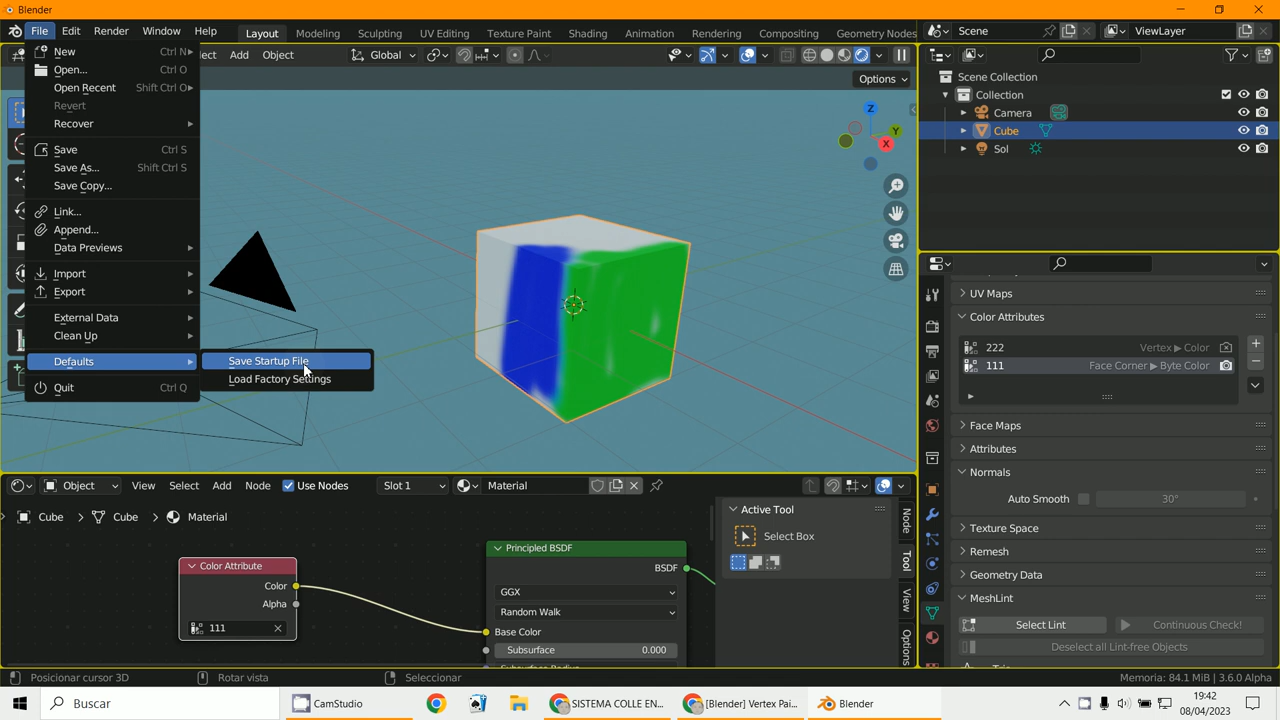 Blender
File Edit Render Window Help Layout Modeling Sculpting UV Editing Texture Paint Shading Animation Rendering Compositing Geometry Nodes Scene ViewLayer
New Ctrl N
Open... Ctrl O
Open Recent Shift Ctrl O
Revert
Recover
Save Ctrl S
Save As... Shift Ctrl S
Save Copy...
Link...
Append...
Data Previews
Import
Export
External Data
Clean Up
Defaults
Quit Ctrl Q
Save Startup File
Load Factory Settings
lect Add Object Global
Options
Z
Y
X
Scene Collection
Collection
Camera
Cube
Sol
UV Maps
Color Attributes
222 Vertex ▶ Color
111 Face Corner ▶ Byte Color
Face Maps
Attributes
Normals
Auto Smooth 30°
Texture Space
Remesh
Geometry Data
MeshLint
Select Lint Continuous Check!
Deselect all Lint-free Objects
Object View Select Add Node Use Nodes Slot 1 Material
Cube > Cube > Material
Color Attribute
Color
Alpha
111
Principled BSDF
BSDF
GGX
Random Walk
Base Color
Subsurface 0.000
Active Tool
Select Box
Node
Tool
View
Options
Posicionar cursor 3D Rotar vista Seleccionar Memoria: 84.1 MiB | 3.6.0 Alpha
Buscar CamStudio SISTEMA COLLE EN... [Blender] Vertex Pai... Blender
19:42
08/04/2023